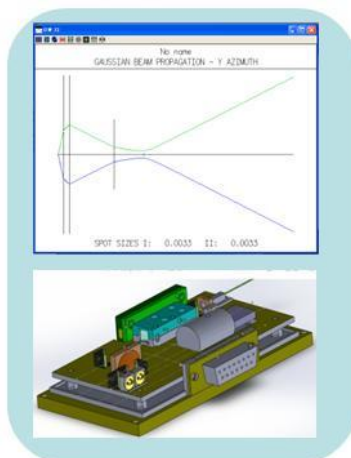 No name
GAUSSIAN BEAM PROPAGATION - Y AZIMUTH
SPOT SIZES I: 0.0033 II: 0.0033